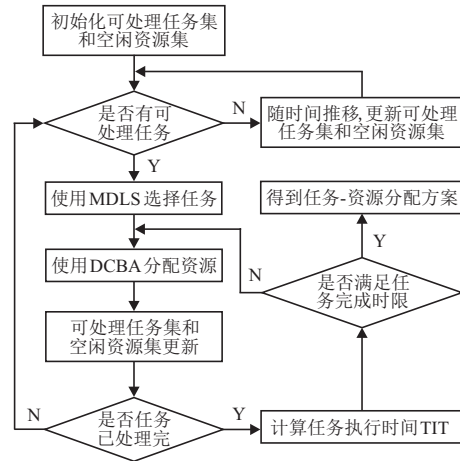 初始化可处理任务集
和空闲资源集
是否有可
处理任务
N
随时间推移,更新可处理
任务集和空闲资源集
Y
使用MDLS选择任务
得到任务-资源分配方案
使用DCBA分配资源
N
Y
是否满足任
务完成时限
可处理任务集和
空闲资源集更新
是否任务
已处理完
N
Y
计算任务执行时间TIT